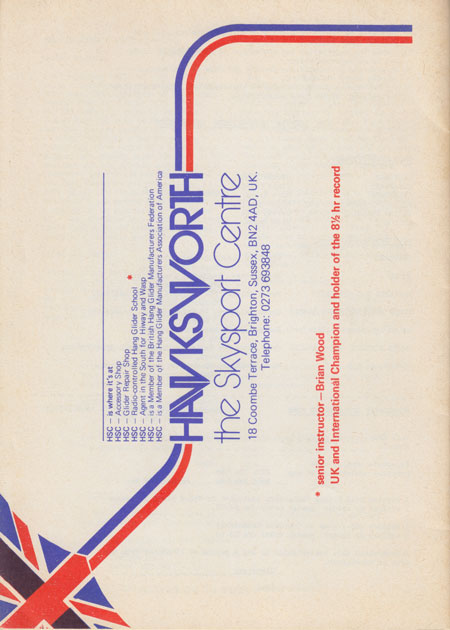 HSC – is where it's at
HSC – Accessory Shop
HSC – Glider Repair Shop
HSC – Radio-controlled Hang Glider School *
HSC – Agent in the South for Hiway and Wasp
HSC – is a Member of the British Hang Glider Manufacturers Federation
HSC – is a Member of the Hang Glider Manufacturers Association of America
HAWKSWORTH
the Skysport Centre
18 Coombe Terrace, Brighton, Sussex, BN2 4AD, UK.
Telephone: 0273 693848
* senior instructor – Brian Wood
UK and International Champion and holder of the 8½ hr record